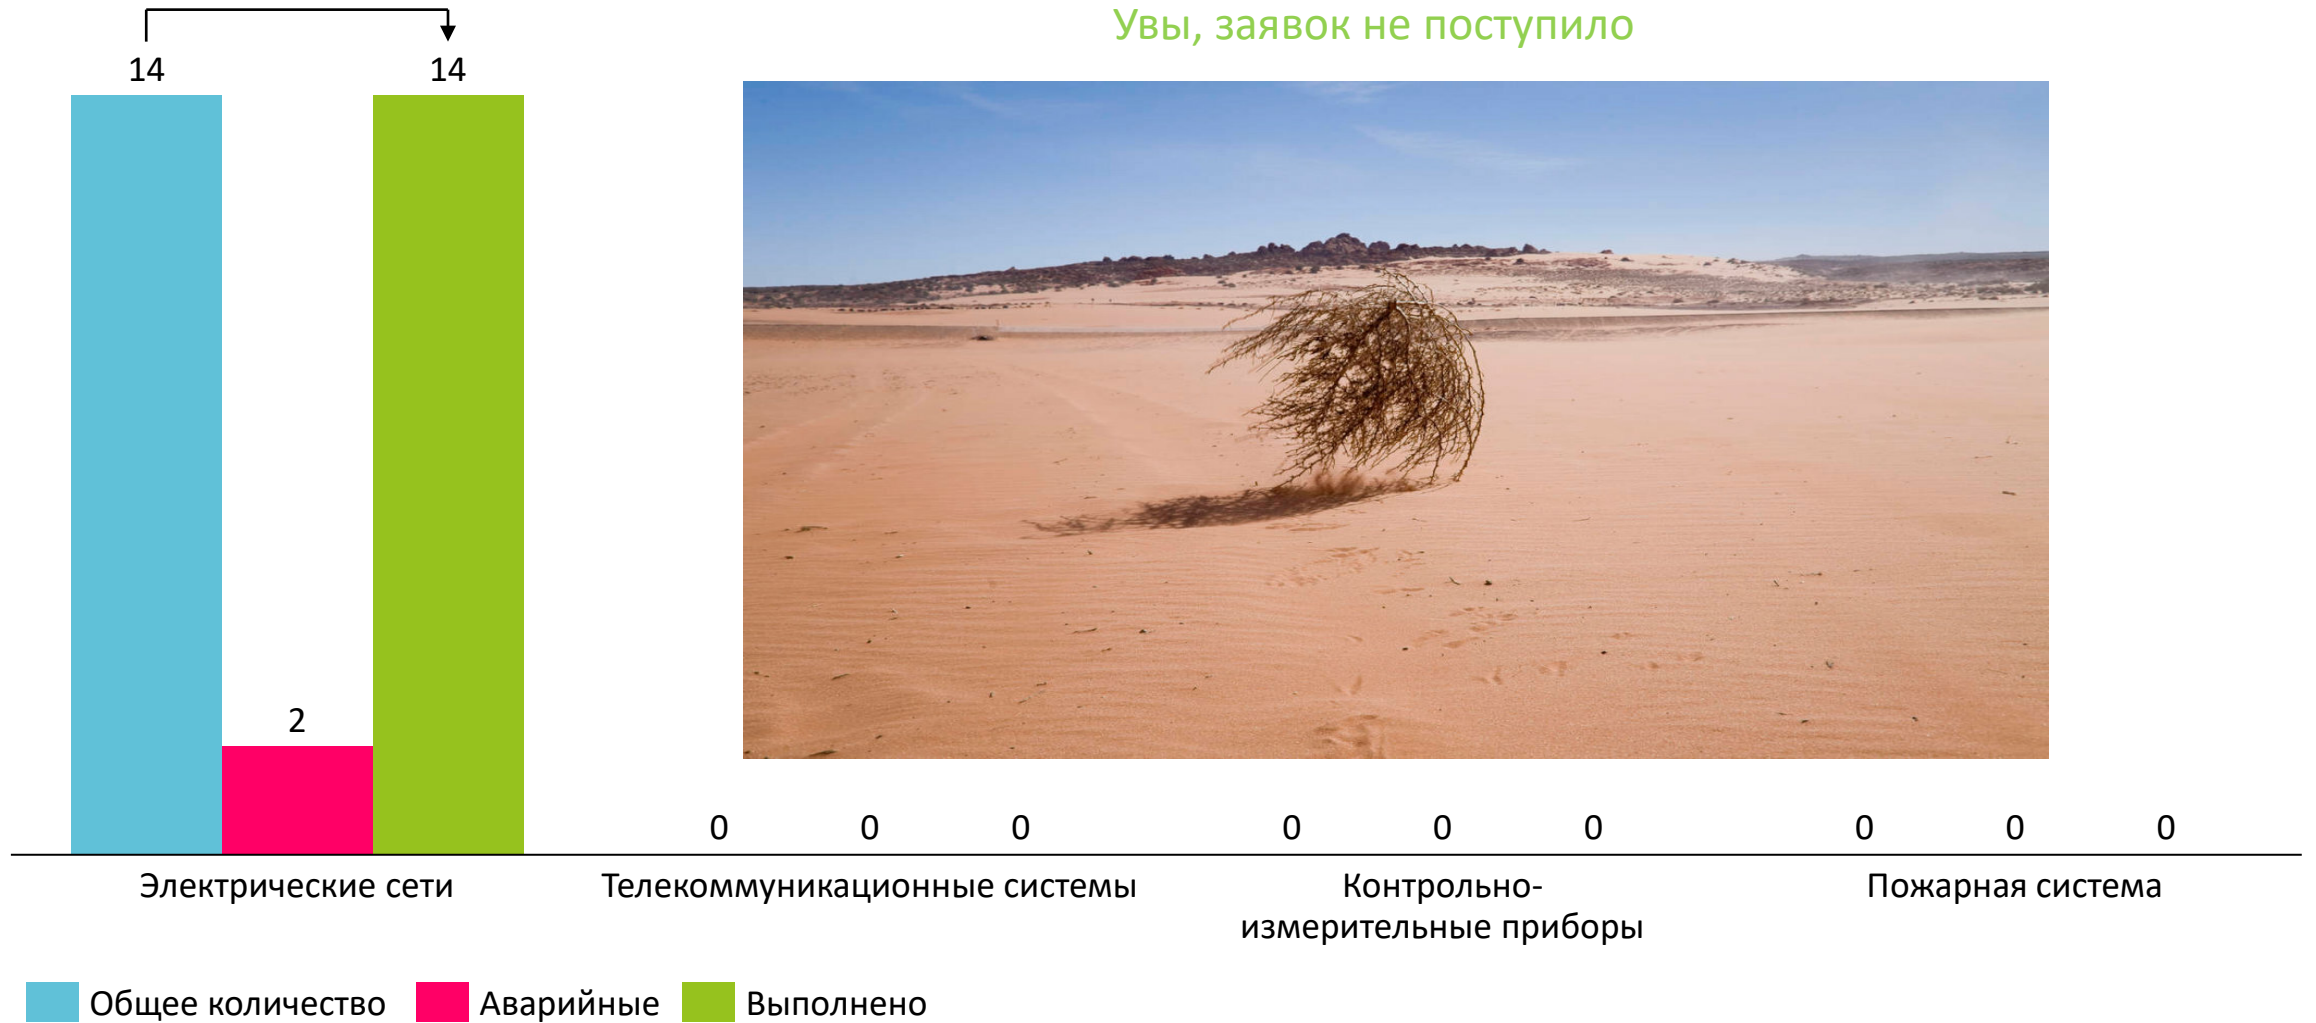 Увы, заявок не поступило
14
14
2
0 0 0 0 0 0 0 0 0
Электрические сети
Телекоммуникационные системы
Контрольно-
измерительные приборы
Пожарная система
Общее количество
Аварийные
Выполнено